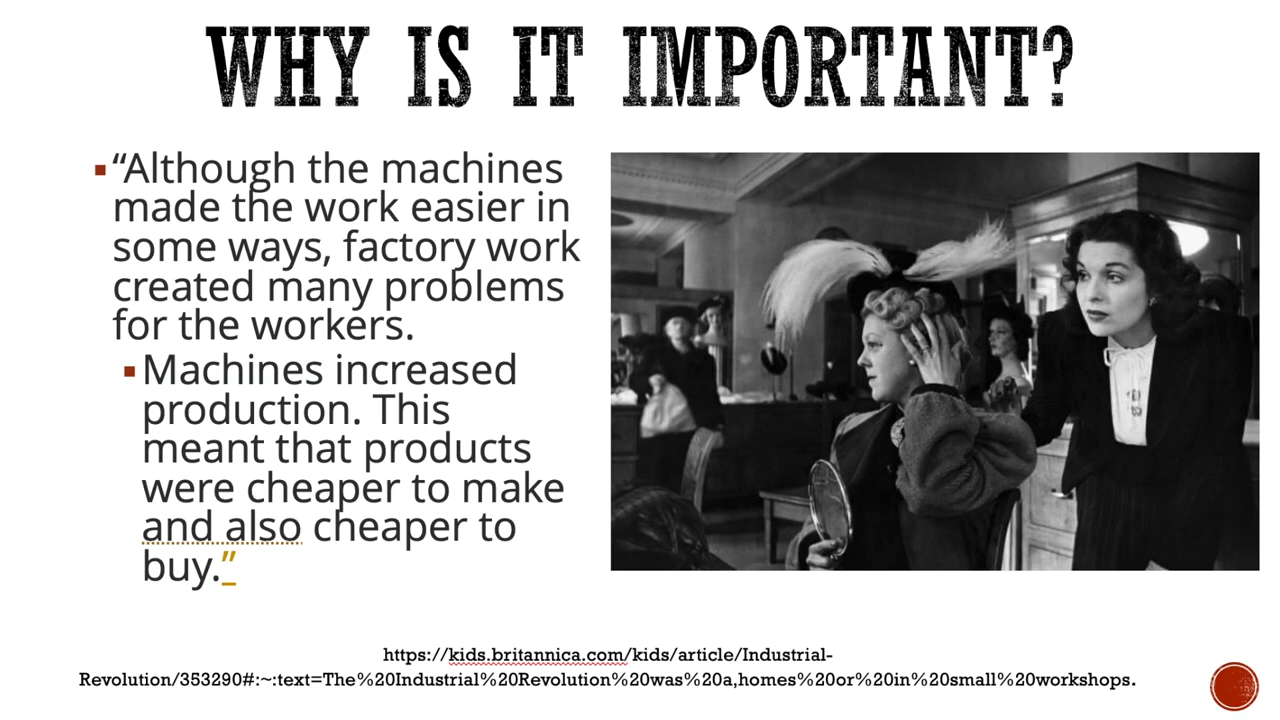 WHY IS IT IMPORTANT?
▪“Although the machines
made the work easier in
some ways, factory work
created many problems
for the workers.
▪Machines increased
production. This
meant that products
were cheaper to make
and also cheaper to
buy.”
https://kids.britannica.com/kids/article/Industrial-
Revolution/353290#:~:text=The%20Industrial%20Revolution%20was%20a,homes%20or%20in%20small%20workshops.